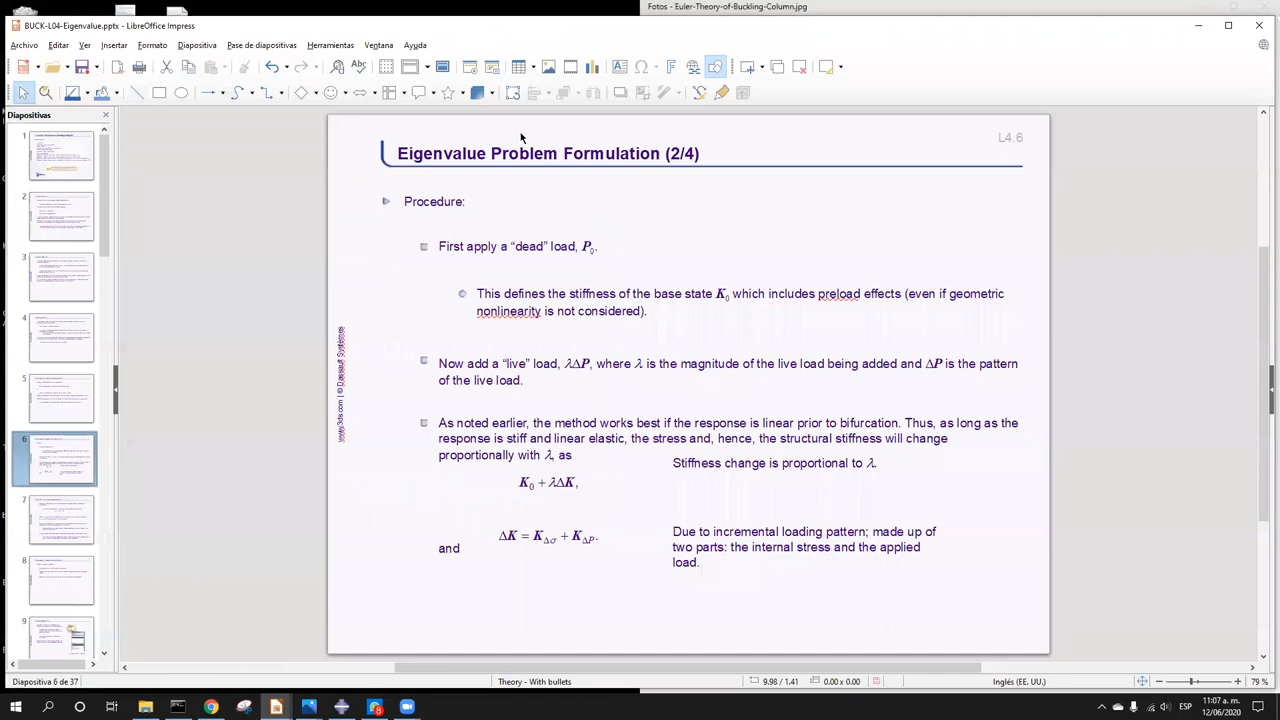 Fotos - Euler-Theory-of-Buckling-Column.jpg
BUCK-L04-Eigenvalue.pptx - LibreOffice Impress
Archivo Editar Ver Insertar Formato Diapositiva Pase de diapositivas Herramientas Ventana Ayuda
Diapositivas
1
2
3
4
5
6
7
8
9
L4.6
Eigenvalue Problem Formulation (2/4)
Procedure:
First apply a “dead” load, P0.
This defines the stiffness of the base state K0 which includes preload effects (even if geometric
nonlinearity is not considered).
Now add a “live” load, λΔP, where λ is the magnitude of the live load being added and ΔP is the pattern
of the live load.
As noted earlier, the method works best if the response is linear prior to bifurcation. Thus, as long as the
response is stiff and linear elastic, the stress and, hence, the structural stiffness will change
proportionally with λ, as
Stiffness change is proportional to λ.
K0 + λΔK,
and
ΔK = KΔσ + KΔP.
Due to incremental loading pattern; made up of
two parts: the internal stress and the applied
load.
www.3ds.com | © Dassault Systèmes
Diapositiva 6 de 37
Theory - With bullets
9.98 / 1.41
0.00 x 0.00
Inglés (EE. UU.)
79 %
ESP
11:07 a. m.
12/06/2020